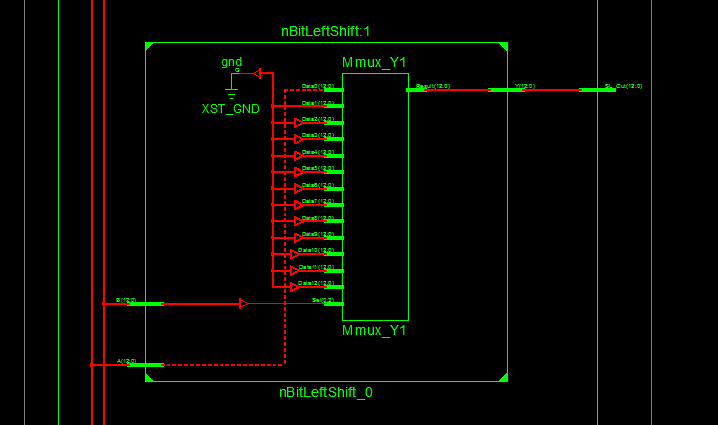 nBitLeftShift:1
gnd
G
XST_GND
Mmux_Y1
Data0(12:0)
Data1(12:0)
Data2(12:0)
Data3(12:0)
Data4(12:0)
Data5(12:0)
Data6(12:0)
Data7(12:0)
Data8(12:0)
Data9(12:0)
Data10(12:0)
Data11(12:0)
Data12(12:0)
Result(12:0)
Y(12:0)
SL_Out(12:0)
B(12:0)
A(12:0)
Mmux_Y1
nBitLeftShift_0